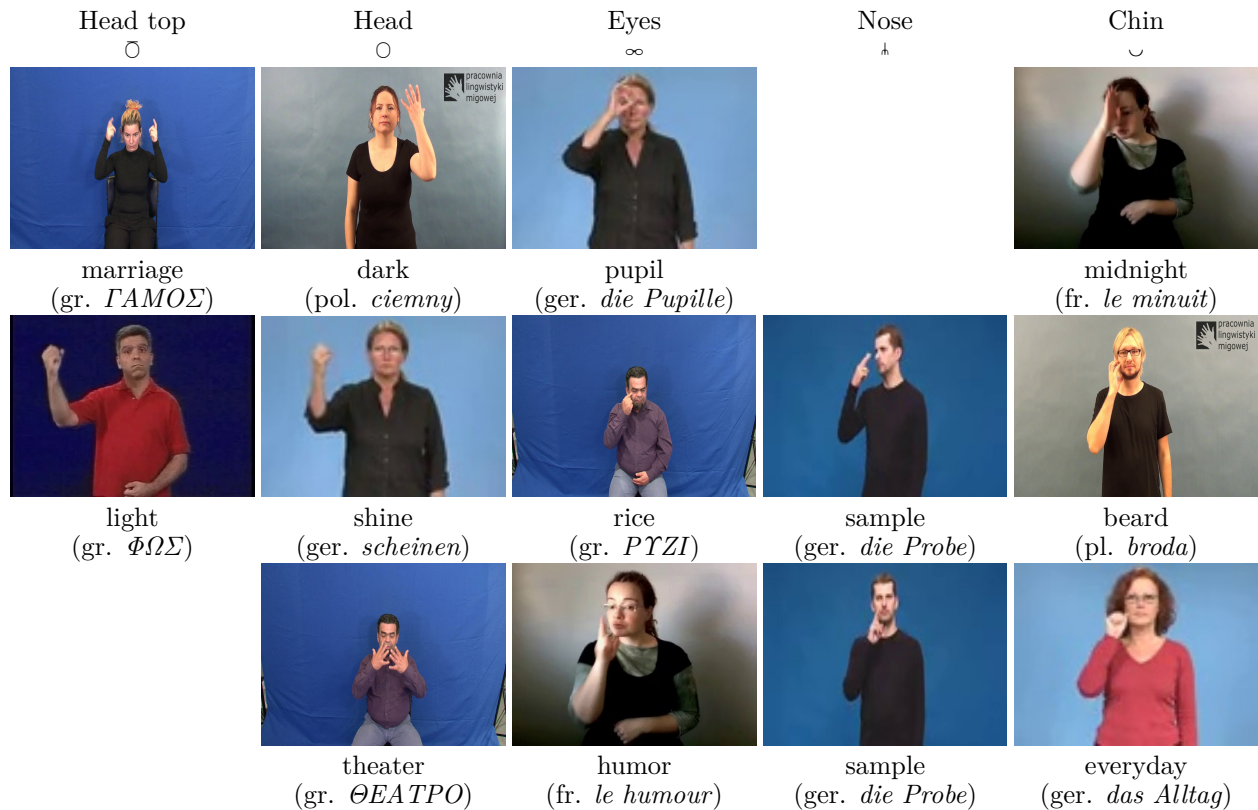 Head top Head Eyes Nose Chin
pracownia
lingwistyki
migowej
marriage dark pupil midnight
(gr. ΓΑΜΟΣ) (pol. ciemny) (ger. die Pupille) (fr. le minuit)
pracownia
lingwistyki
migowej
light shine rice sample beard
(gr. ΦΩΣ) (ger. scheinen) (gr. ΡΥΖΙ) (ger. die Probe) (pl. broda)
theater humor sample everyday
(gr. ΘΕΑΤΡΟ) (fr. le humour) (ger. die Probe) (ger. das Alltag)